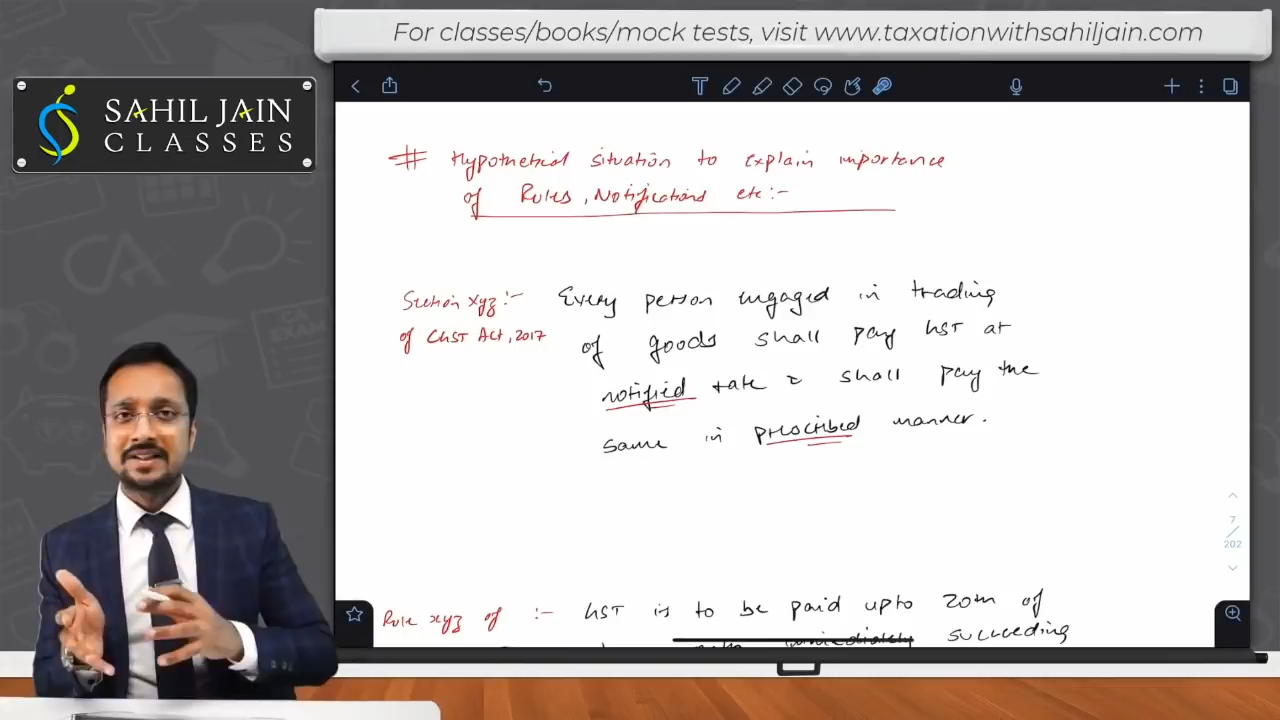 For classes/books/mock tests, visit www.taxationwithsahiljain.com
SAHIL JAIN
CLASSES
# Hypothetical situation to explain importance
of Rules, Notifications etc:-
Section xyz:- Every person engaged in trading
of CGST Act, 2017 of goods shall pay GST at
notified rate & shall pay the
same in prescribed manner.
7
202
Rule xyz of :- GST is to be paid upto 20th of
immediately succeeding